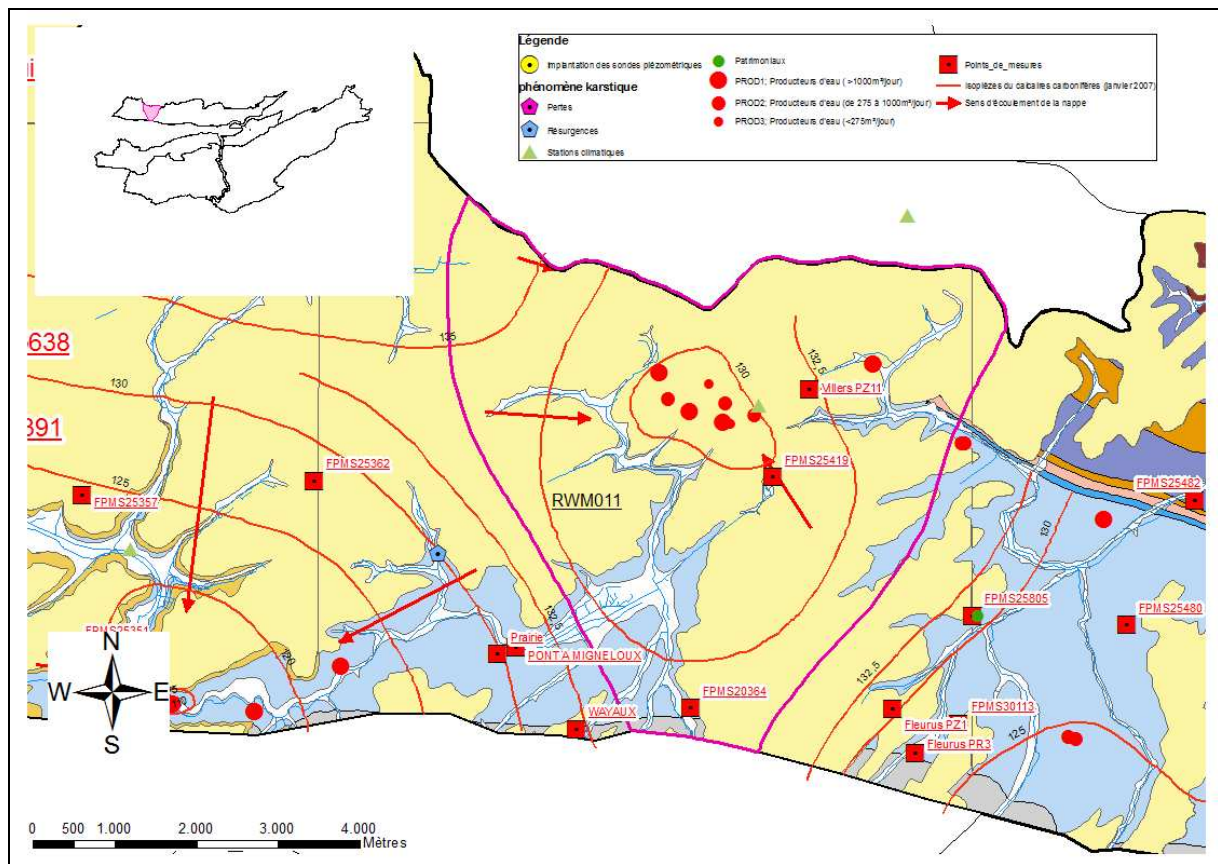 Légende
Implantation des sondes piézométriques
phénomène karstique
Pertes
Résurgences
Stations climatiques
Patrimoniaux
PROD1; Producteurs d'eau ( >1000m³/jour)
PROD2; Producteurs d'eau (de 275 à 1000m³/jour)
PROD3; Producteurs d'eau (<275m³/jour)
Points_de_mesures
Isopièzes du calcaires carbonifères (janvier 2007)
Sens d'écoulement de la nappe
638
391
135
130
125
120
132,5
130
132,5
130
132,5
125
Villers PZ11
FPMS25362
FPMS25357
FPMS25419
RWM011
FPMS25482
FPMS25805
FPMS25480
FPMS25351
Prairie
PONT A MIGNELOUX
FPMS20364
WAYAUX
FPMS30113
Fleurus PZ1
Fleurus PR3
N
W
E
S
0 500 1.000 2.000 3.000 4.000
Mètres